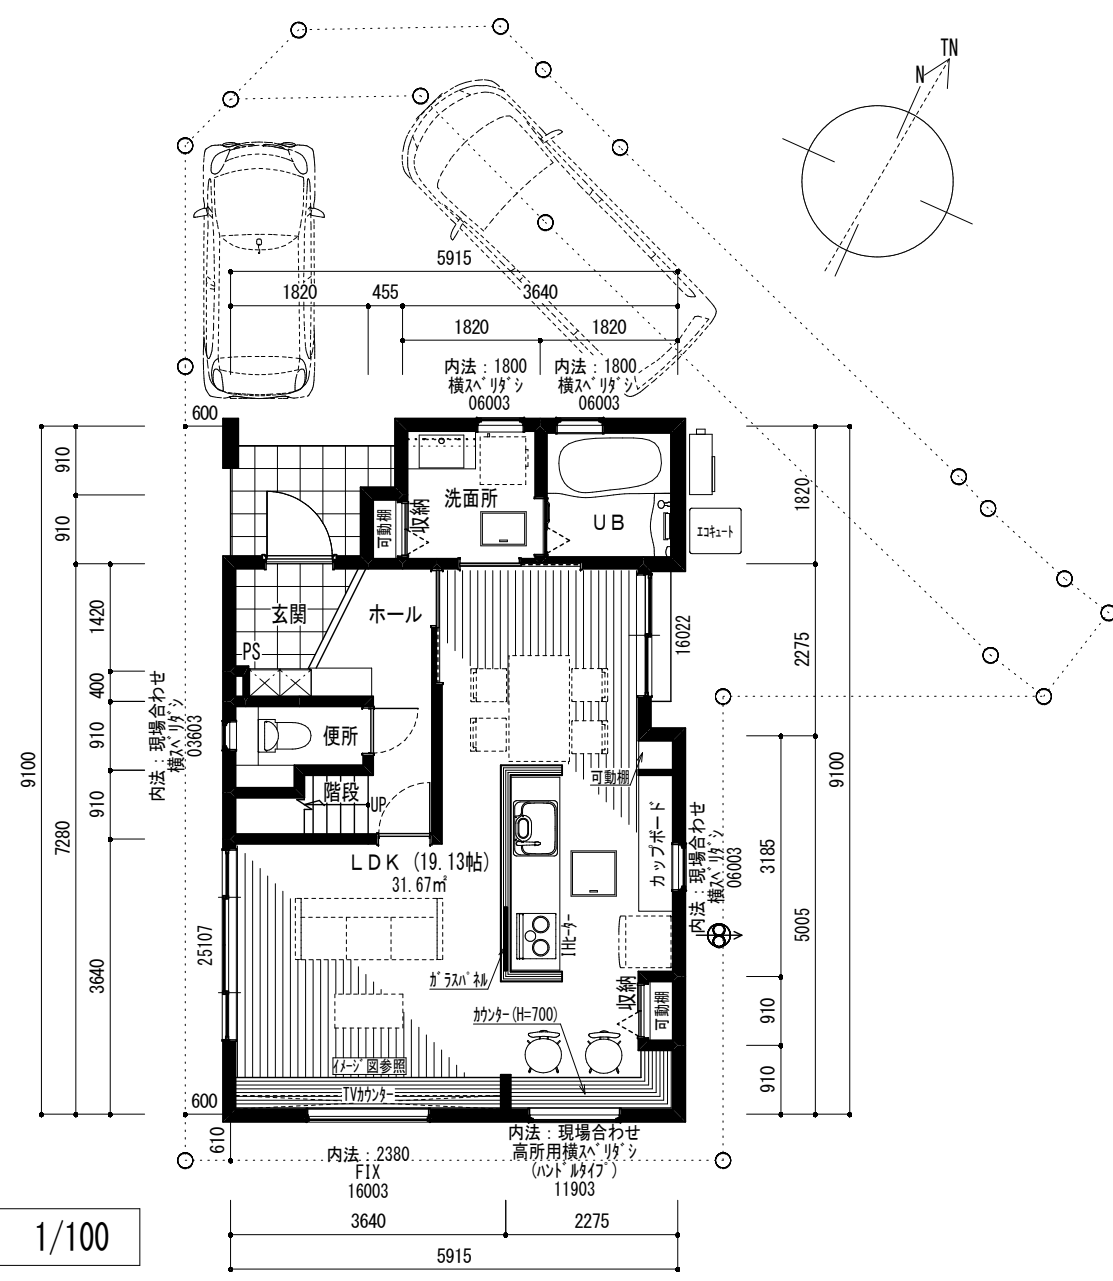 TN
N
5915
1820
455
3640
1820
1820
内法：1800
横スベリダシ
06003
内法：1800
横スベリダシ
06003
600
910
910
1420
400
910
910
3640
7280
9100
1820
2275
3185
5005
910
910
9100
洗面所
収納
可動棚
UB
エコキュート
玄関
ホール
PS
16022
内法：現場合わせ
横スベリダシ
03603
便所
階段
UP
可動棚
カップボード
内法：現場合わせ
横スベリダシ
06003
LDK (19.13帖)
31.67㎡
25107
IHヒーター
ガラスパネル
カウンター(H=700)
収納
可動棚
イメージ図参照
TVカウンター
600
610
内法：2380
FIX
16003
内法：現場合わせ
高所用横スベリダシ
(ハンドルタイプ)
11903
3640
2275
5915
1/100